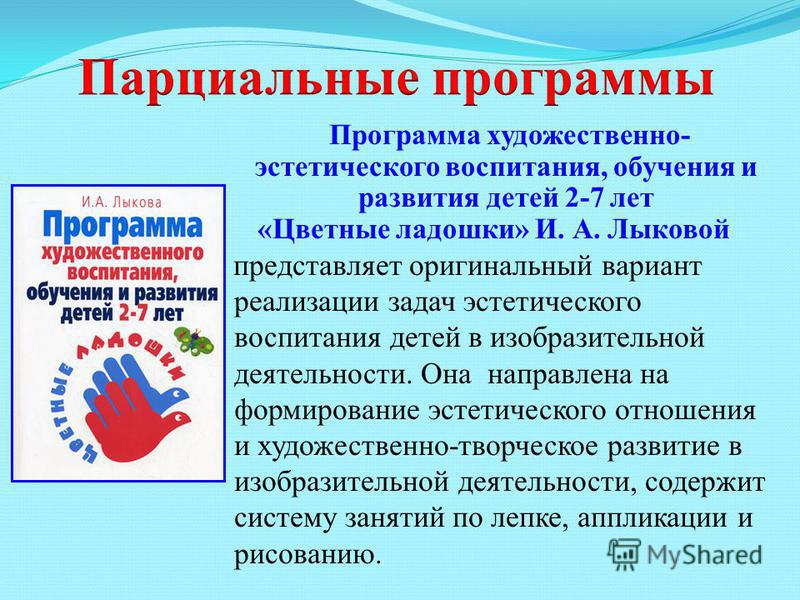 Парциальные программы
Программа художественно-
эстетического воспитания, обучения и
развития детей 2-7 лет
«Цветные ладошки» И. А. Лыковой
представляет оригинальный вариант
реализации задач эстетического
воспитания детей в изобразительной
деятельности. Она направлена на
формирование эстетического отношения
и художественно-творческое развитие в
изобразительной деятельности, содержит
систему занятий по лепке, аппликации и
рисованию.
И.А. Лыкова
Программа
художественного
воспитания,
обучения и развития
детей 2-7 лет
ЦВЕТНЫЕ ЛАДОШКИ
MyShared